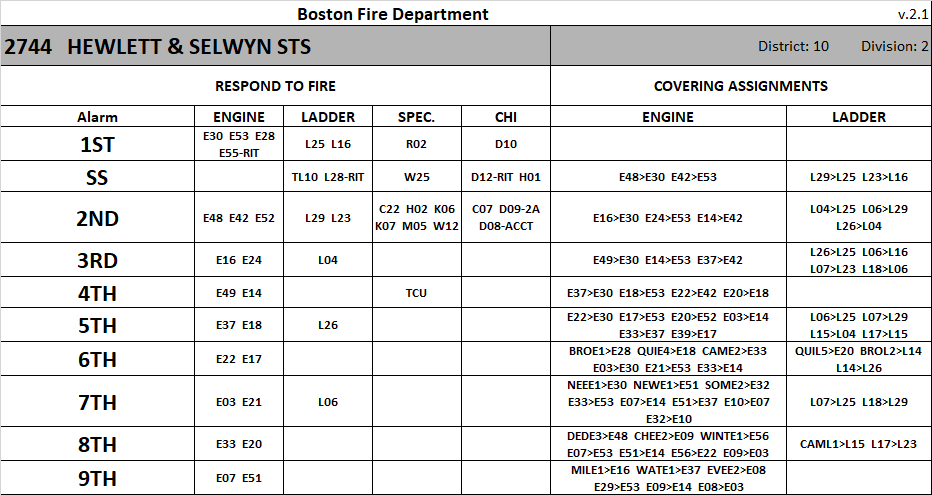 Boston Fire Department v.2.1
2744 HEWLETT & SELWYN STS District: 10 Division: 2
RESPOND TO FIRE COVERING ASSIGNMENTS
Alarm ENGINE LADDER SPEC. CHI ENGINE LADDER
1ST
E30 E53 E28
E55-RIT
L25 L16
R02
D10
SS
TL10 L28-RIT
W25
D12-RIT H01
E48>E30 E42>E53
L29>L25 L23>L16
2ND
E48 E42 E52
L29 L23
C22 H02 K06
K07 M05 W12
C07 D09-2A
D08-ACCT
E16>E30 E24>E53 E14>E42
L04>L25 L06>L29
L26>L04
3RD
E16 E24
L04
E49>E30 E14>E53 E37>E42
L26>L25 L06>L16
L07>L23 L18>L06
4TH
E49 E14
TCU
E37>E30 E18>E53 E22>E42 E20>E18
5TH
E37 E18
L26
E22>E30 E17>E53 E20>E52 E03>E14
E33>E37 E39>E17
L06>L25 L07>L29
L15>L04 L17>L15
6TH
E22 E17
BROE1>E28 QUIE4>E18 CAME2>E33
E03>E30 E21>E53 E33>E14
QUIL5>E20 BROL2>L14
L14>L26
7TH
E03 E21
L06
NEEE1>E30 NEWE1>E51 SOME2>E32
E33>E53 E07>E14 E51>E37 E10>E07
E32>E10
L07>L25 L18>L29
8TH
E33 E20
DEDE3>E48 CHEE2>E09 WINTE1>E56
E07>E53 E51>E14 E56>E22 E09>E03
CAML1>L15 L17>L23
9TH
E07 E51
MILE1>E16 WATE1>E37 EVEE2>E08
E29>E53 E09>E14 E08>E03